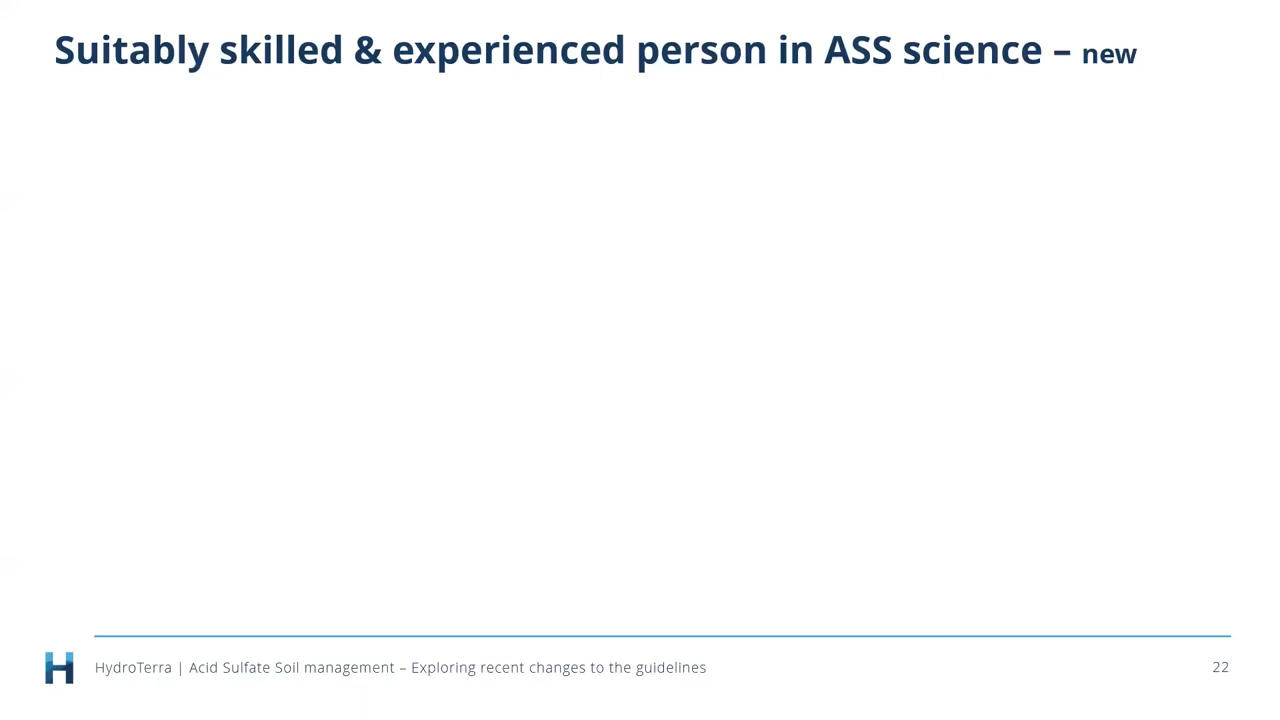 Suitably skilled & experienced person in ASS science – new
HydroTerra | Acid Sulfate Soil management – Exploring recent changes to the guidelines
22